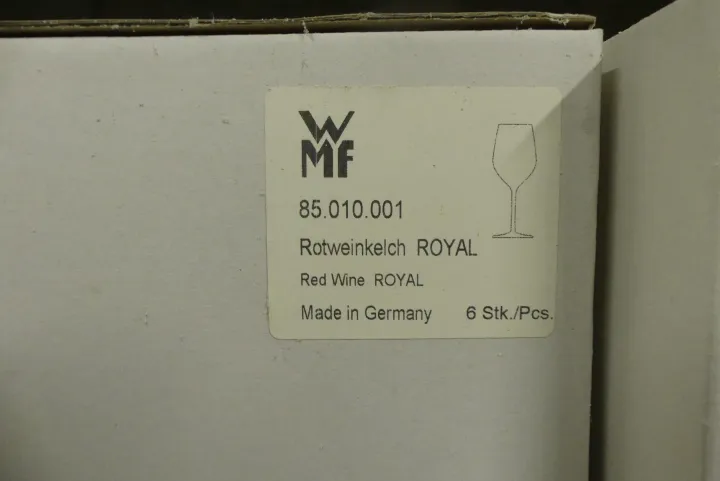 WMF
85.010.001
Rotweinkelch ROYAL
Red Wine ROYAL
Made in Germany 6 Stk./Pcs.